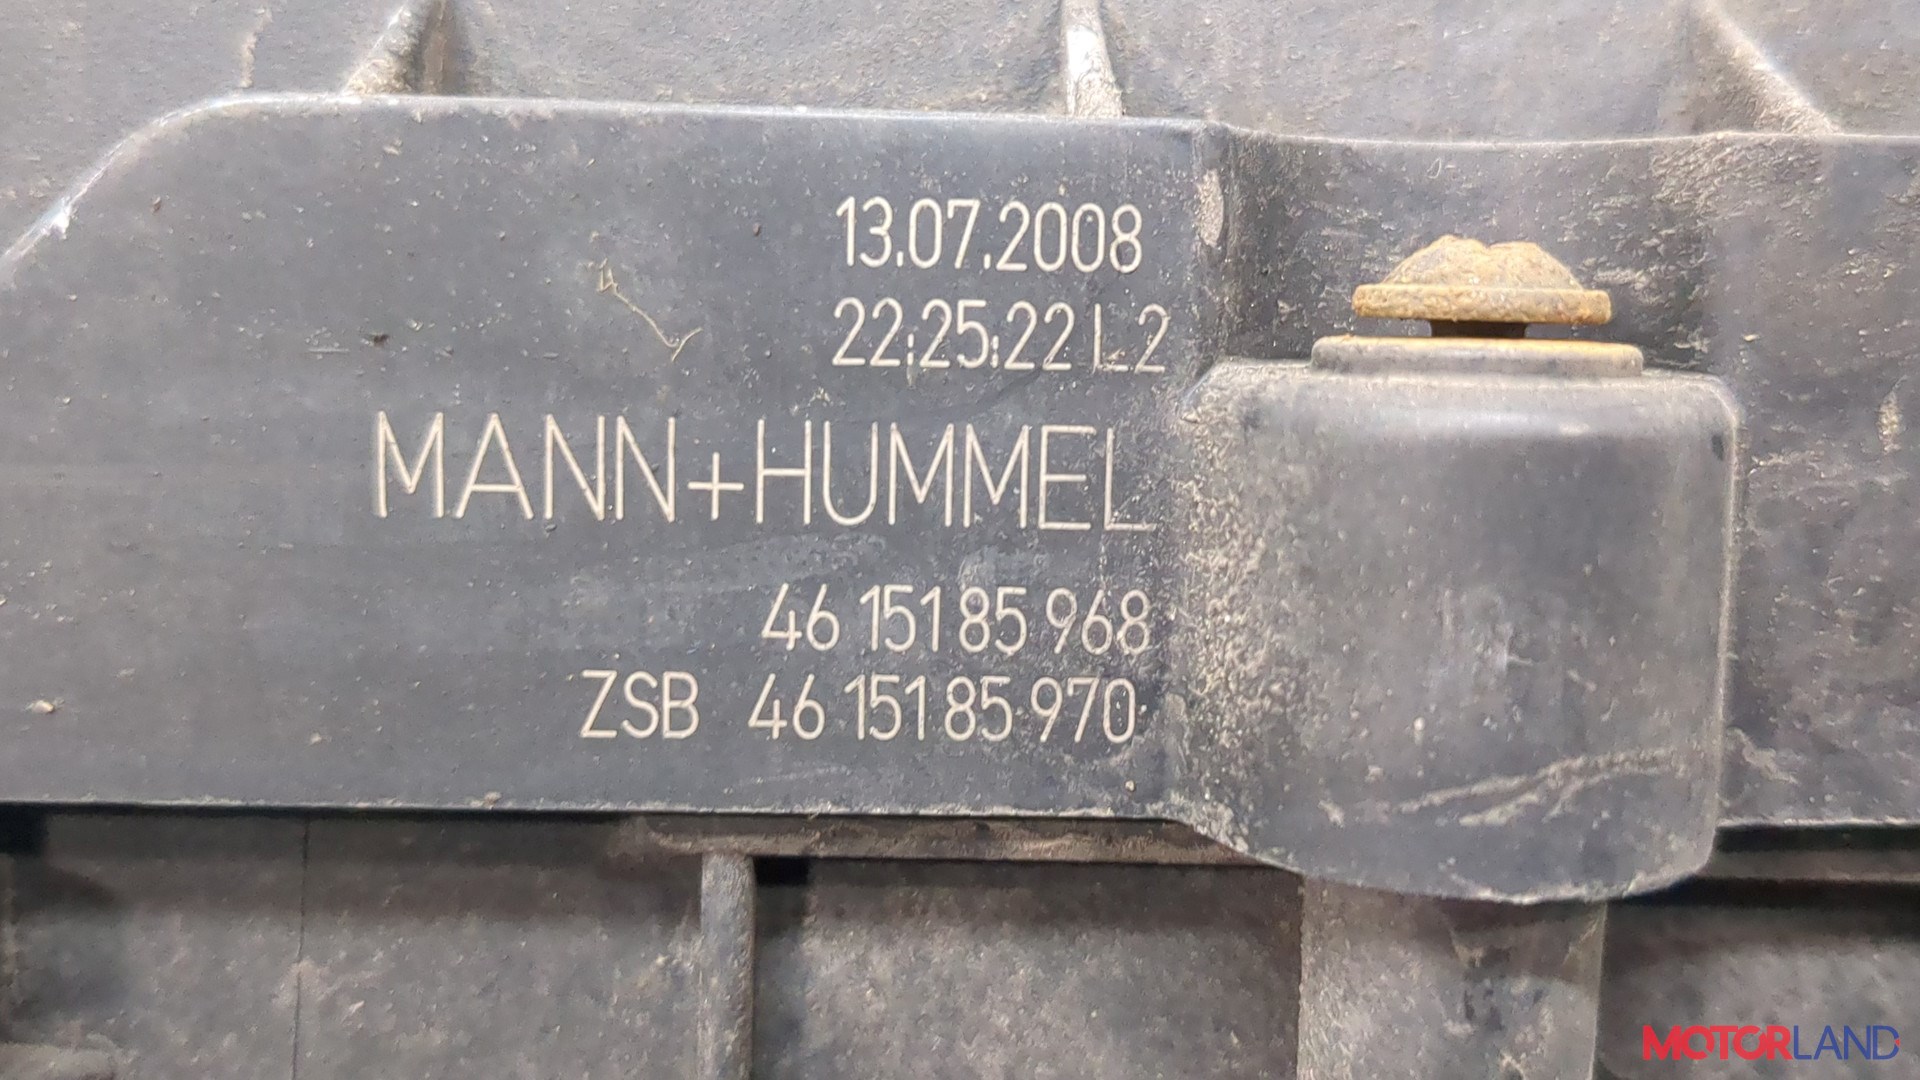 13.07.2008
22:25:22 L2
MANN+HUMMEL
46 151 85 968
ZSB 46 151 85 970
MOTORLAND